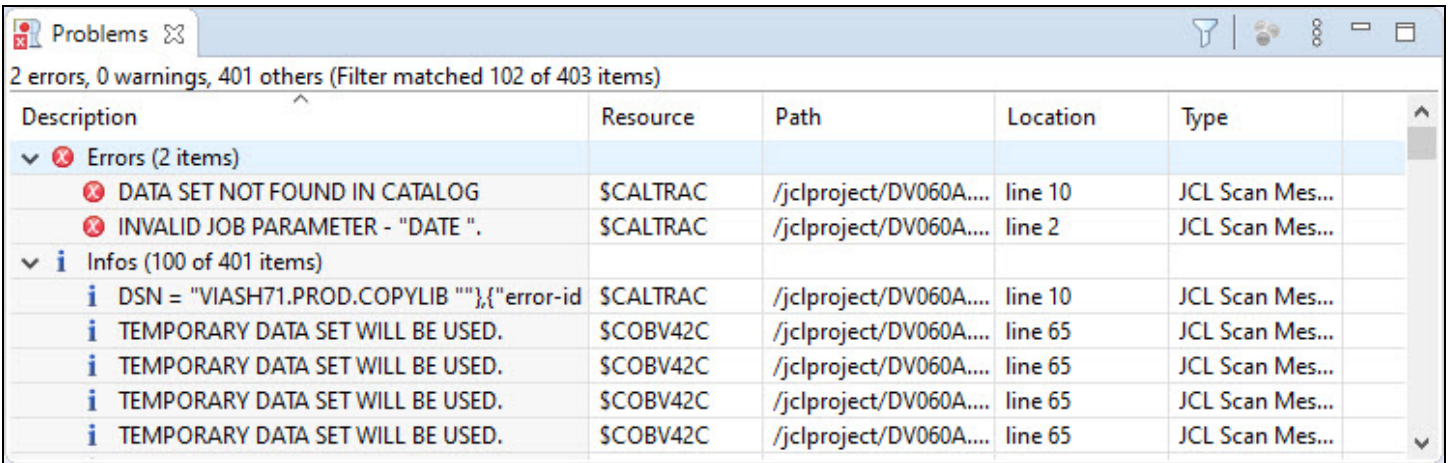 Problems
2 errors, 0 warnings, 401 others (Filter matched 102 of 403 items)
Description Resource Path Location Type
Errors (2 items)
DATA SET NOT FOUND IN CATALOG $CALTRAC /jclproject/DV060A.... line 10 JCL Scan Mes...
INVALID JOB PARAMETER - "DATE ". $CALTRAC /jclproject/DV060A.... line 2 JCL Scan Mes...
Infos (100 of 401 items)
DSN = "VIASH71.PROD.COPYLIB ""},{"error-id $CALTRAC /jclproject/DV060A.... line 10 JCL Scan Mes...
TEMPORARY DATA SET WILL BE USED. $COBV42C /jclproject/DV060A.... line 65 JCL Scan Mes...
TEMPORARY DATA SET WILL BE USED. $COBV42C /jclproject/DV060A.... line 65 JCL Scan Mes...
TEMPORARY DATA SET WILL BE USED. $COBV42C /jclproject/DV060A.... line 65 JCL Scan Mes...
TEMPORARY DATA SET WILL BE USED. $COBV42C /jclproject/DV060A.... line 65 JCL Scan Mes...